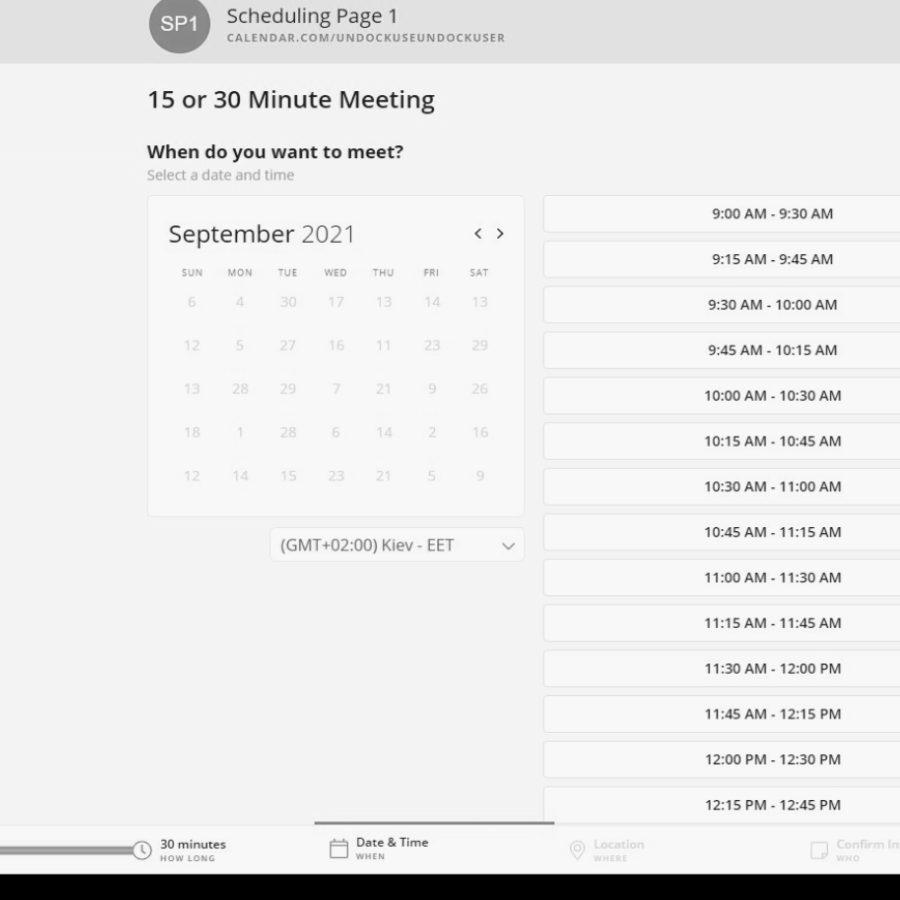 SP1
Scheduling Page 1
CALENDAR.COM/UNDOCKUSEUNDOCKUSER
15 or 30 Minute Meeting
When do you want to meet?
Select a date and time
September 2021
SUN MON TUE WED THU FRI SAT
6 4 30 17 13 14 13
12 5 27 16 11 23 29
13 28 29 7 21 9 26
18 1 28 6 14 2 16
12 14 15 23 21 5 9
(GMT+02:00) Kiev - EET
9:00 AM - 9:30 AM
9:15 AM - 9:45 AM
9:30 AM - 10:00 AM
9:45 AM - 10:15 AM
10:00 AM - 10:30 AM
10:15 AM - 10:45 AM
10:30 AM - 11:00 AM
10:45 AM - 11:15 AM
11:00 AM - 11:30 AM
11:15 AM - 11:45 AM
11:30 AM - 12:00 PM
11:45 AM - 12:15 PM
12:00 PM - 12:30 PM
12:15 PM - 12:45 PM
30 minutes
HOW LONG
Date & Time
WHEN
Location
WHERE
Confirm In
WHO